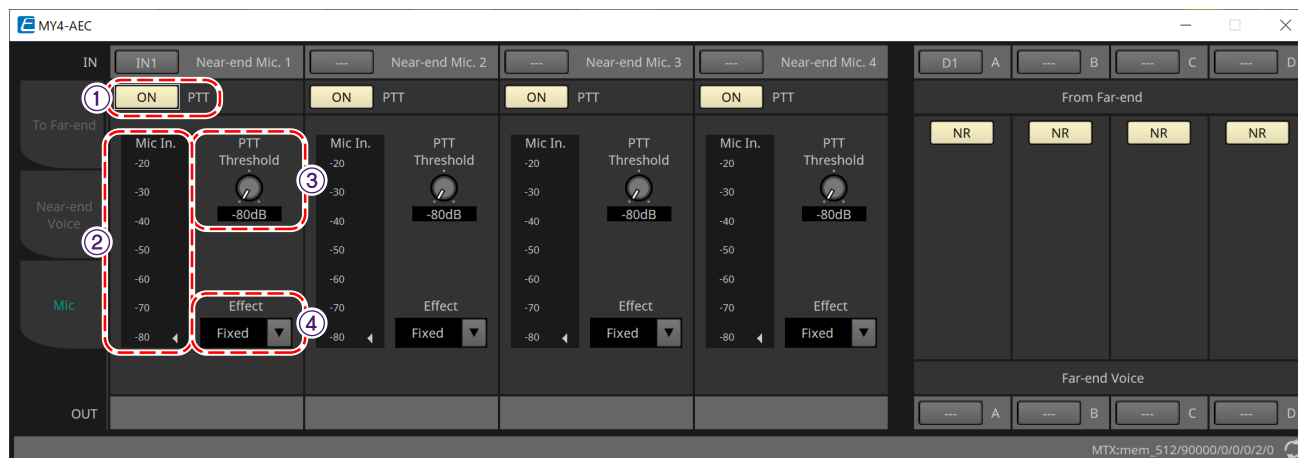 MY4-AEC
IN IN1 Near-end Mic. 1 --- Near-end Mic. 2 --- Near-end Mic. 3 --- Near-end Mic. 4 D1 A --- B --- C --- D
① ON PTT ON PTT ON PTT ON PTT From Far-end
To Far-end
NR NR NR NR
Mic In. PTT Mic In. PTT Mic In. PTT Mic In. PTT
-20 Threshold -20 Threshold -20 Threshold -20 Threshold
-30 ③ -30 -30 -30
Near-end
Voice
-40 -80dB -40 -80dB -40 -80dB -40 -80dB
②
-50 -50 -50 -50
-60 -60 -60 -60
Mic -70 Effect -70 Effect -70 Effect -70 Effect
-80 Fixed ④ -80 Fixed -80 Fixed -80 Fixed
Far-end Voice
OUT --- A --- B --- C --- D
MTX:mem_512/90000/0/0/0/2/0